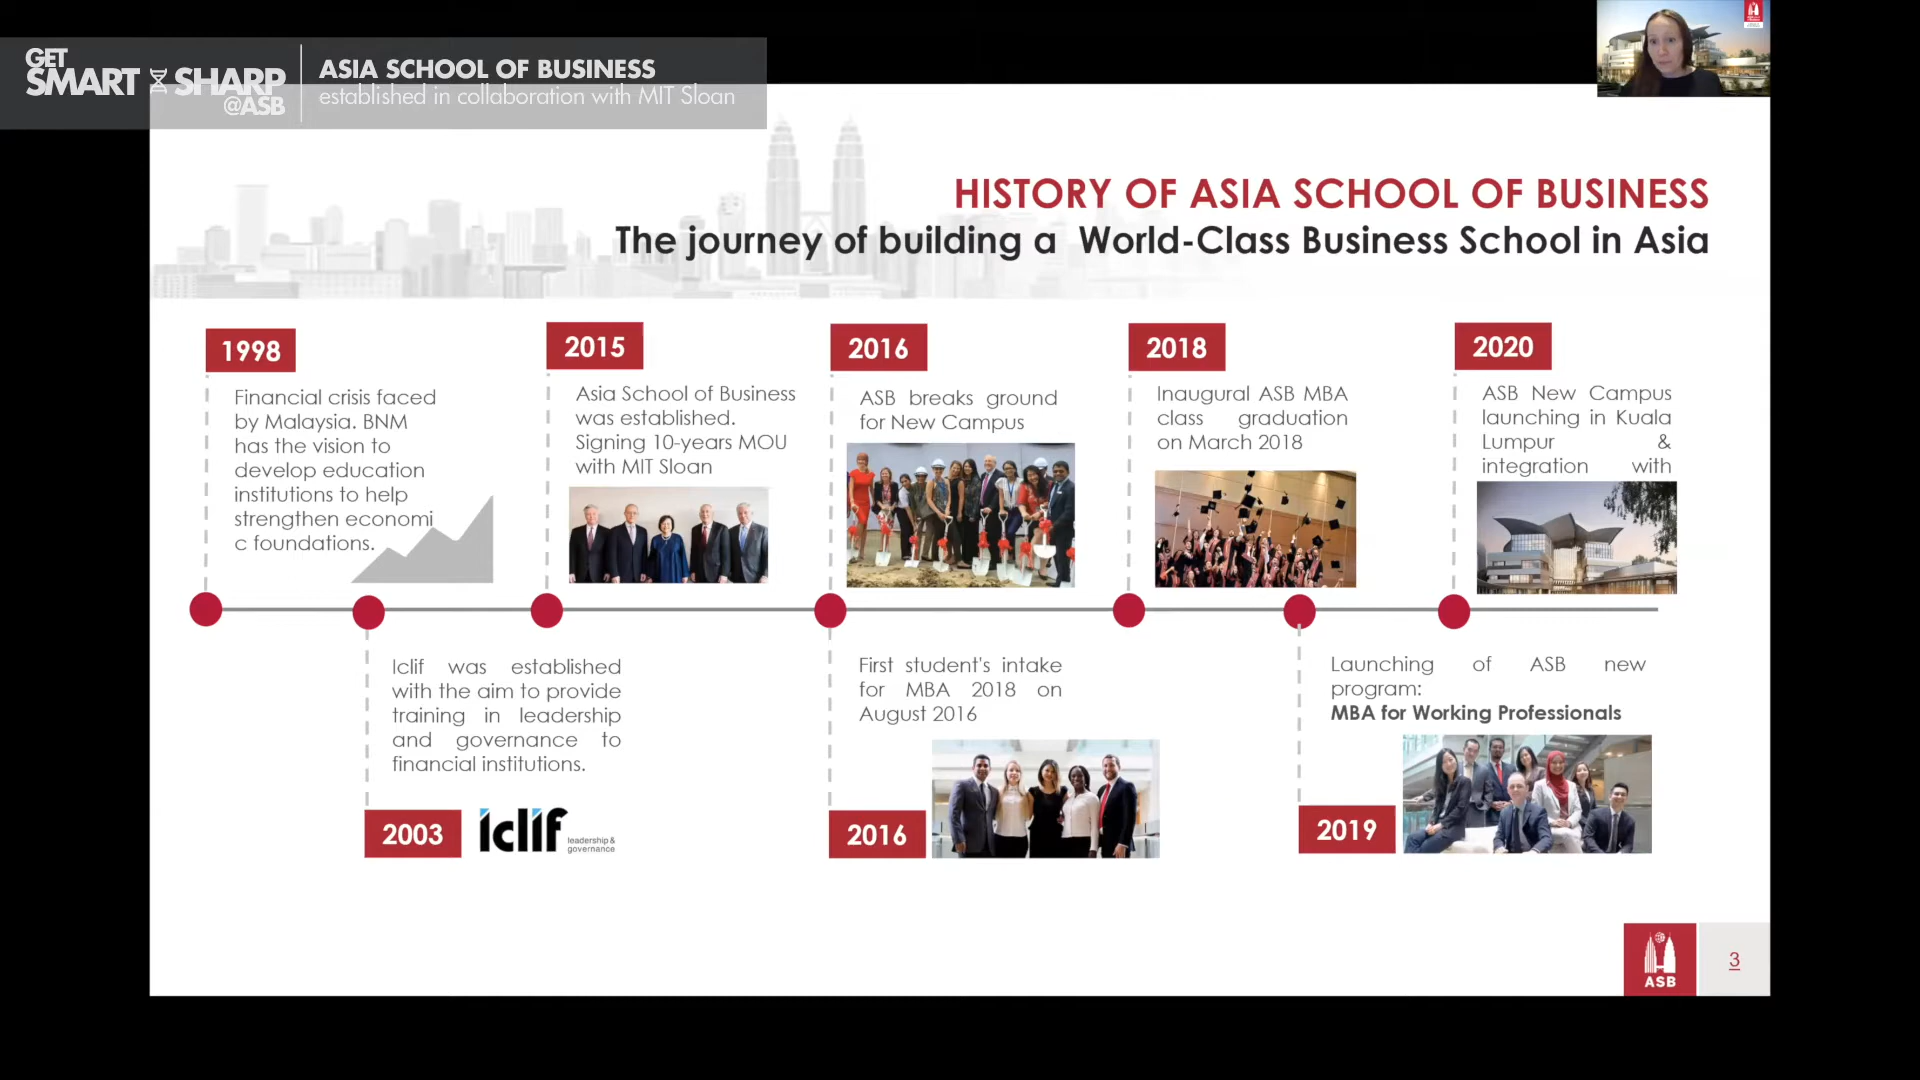 GET
SMART SHARP
@ASB
ASIA SCHOOL OF BUSINESS
established in collaboration with MIT Sloan
HISTORY OF ASIA SCHOOL OF BUSINESS
The journey of building a World-Class Business School in Asia
1998
Financial crisis faced
by Malaysia. BNM
has the vision to
develop education
institutions to help
strengthen economi
c foundations.
2015
Asia School of Business
was established.
Signing 10-years MOU
with MIT Sloan
2016
ASB breaks ground
for New Campus
2018
Inaugural ASB MBA
class graduation
on March 2018
2020
ASB New Campus
launching in Kuala
Lumpur &
integration with
Iclif was established
with the aim to provide
training in leadership
and governance to
financial institutions.
2003
iclif
leadership &
governance
First student's intake
for MBA 2018 on
August 2016
2016
Launching of ASB new
program:
MBA for Working Professionals
2019
ASB
3